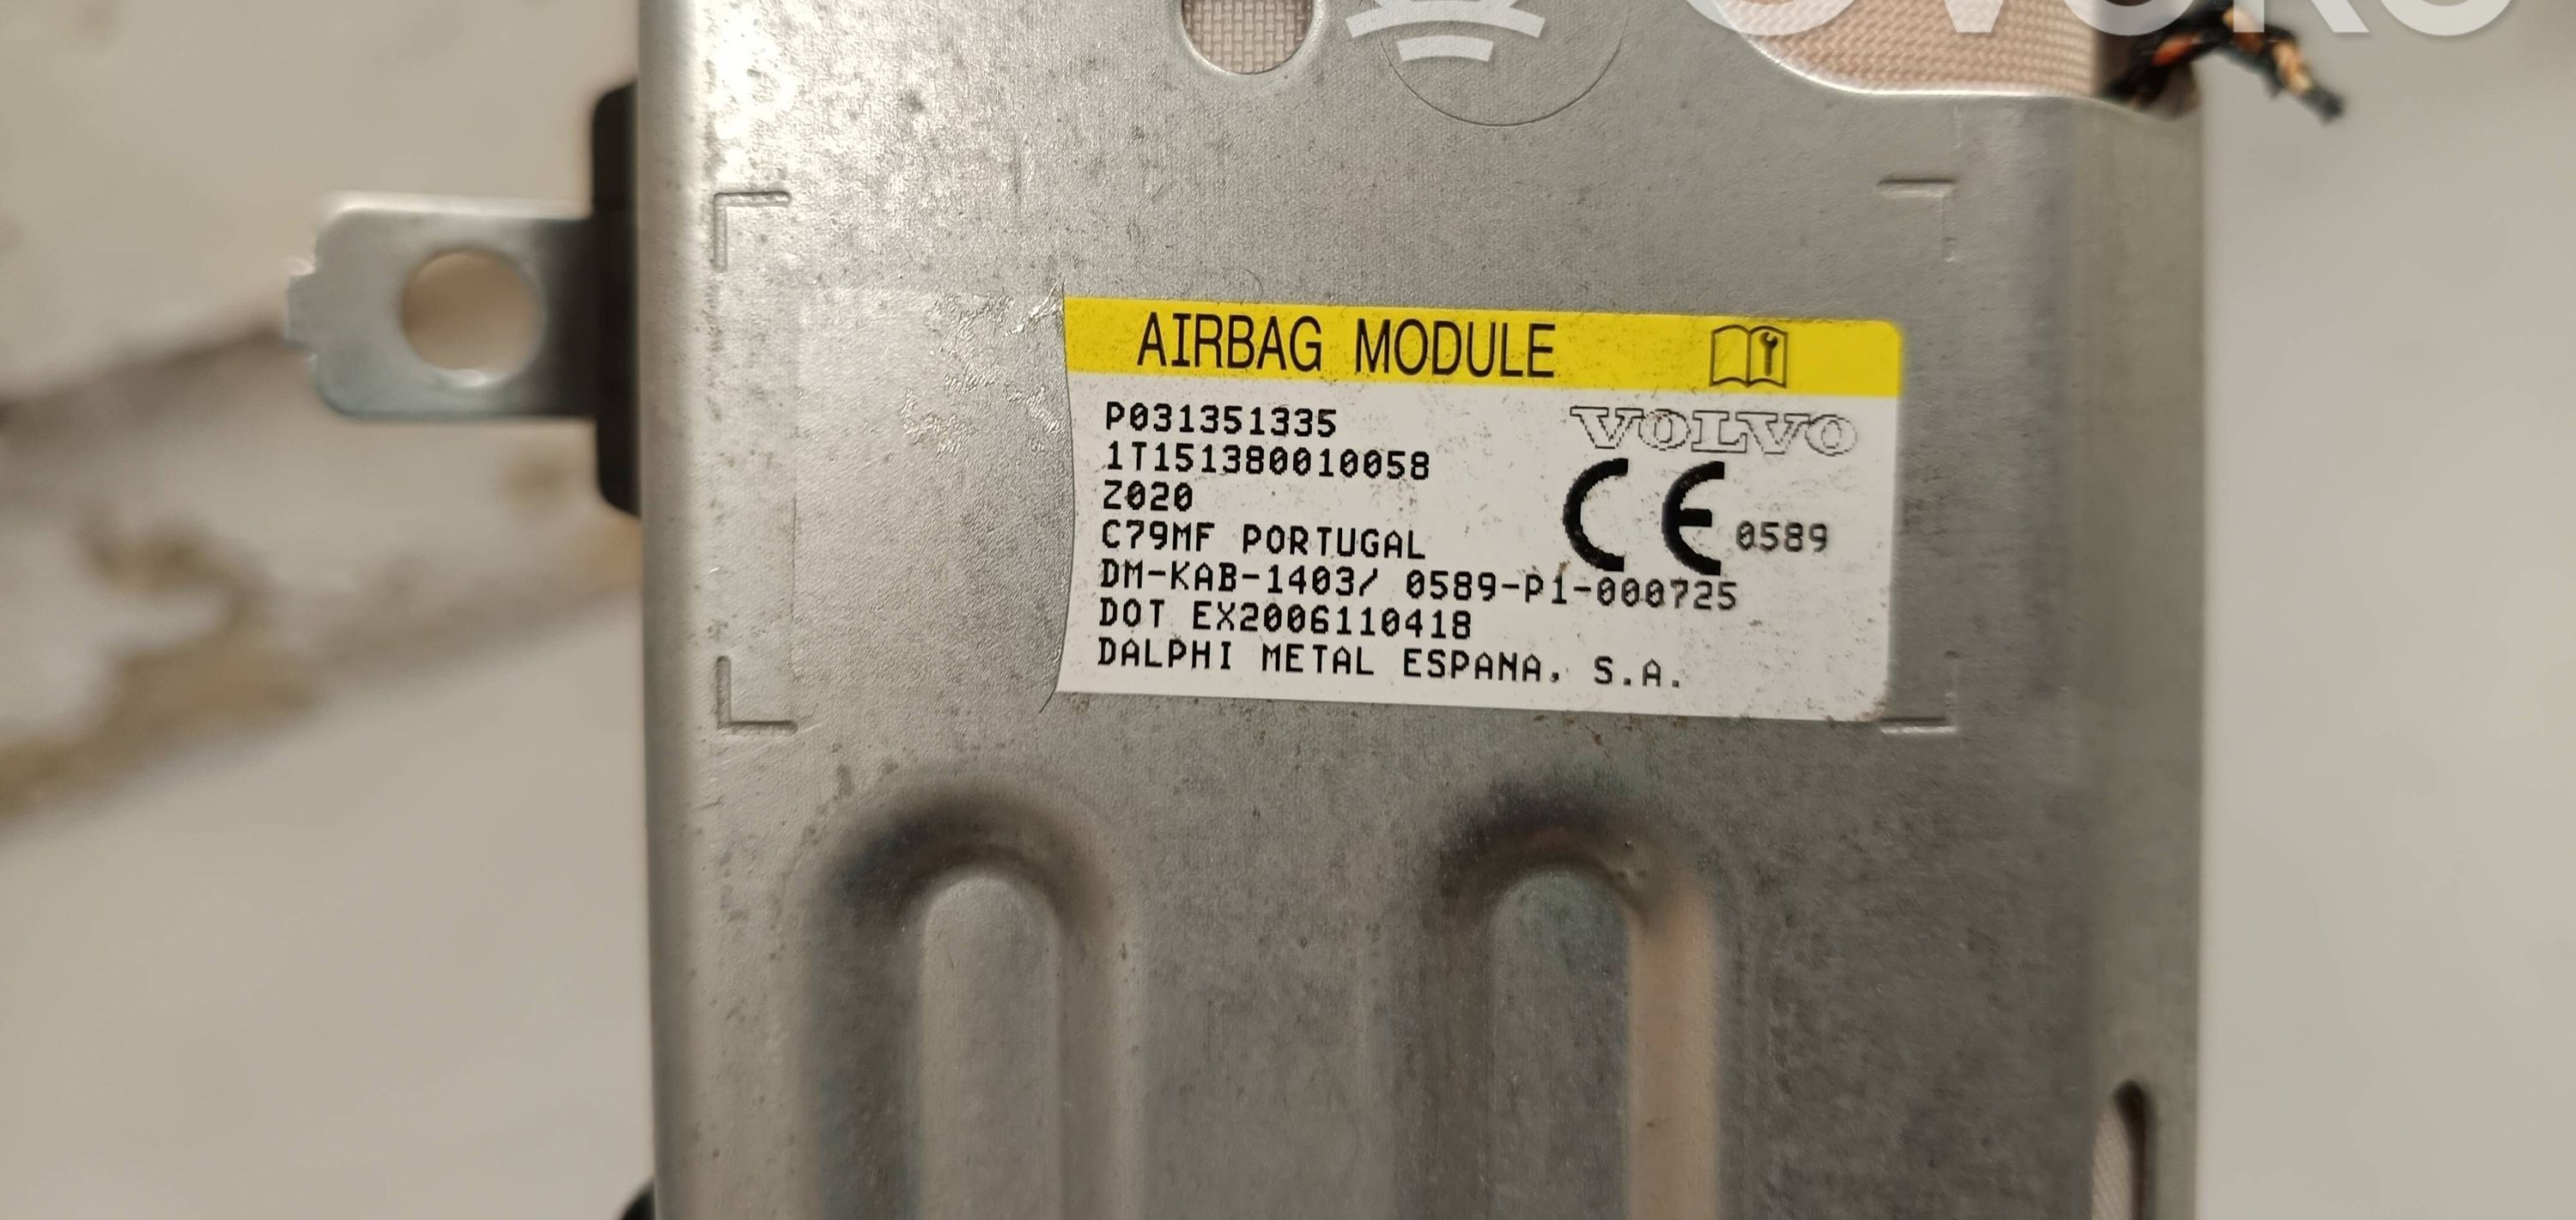 AIRBAG MODULE
P031351335
VOLVO
1T151380010058
Z020
CE 0589
C79MF PORTUGAL
DM-KAB-1403/ 0589-P1-000725
DOT EX2006110418
DALPHI METAL ESPANA, S.A.